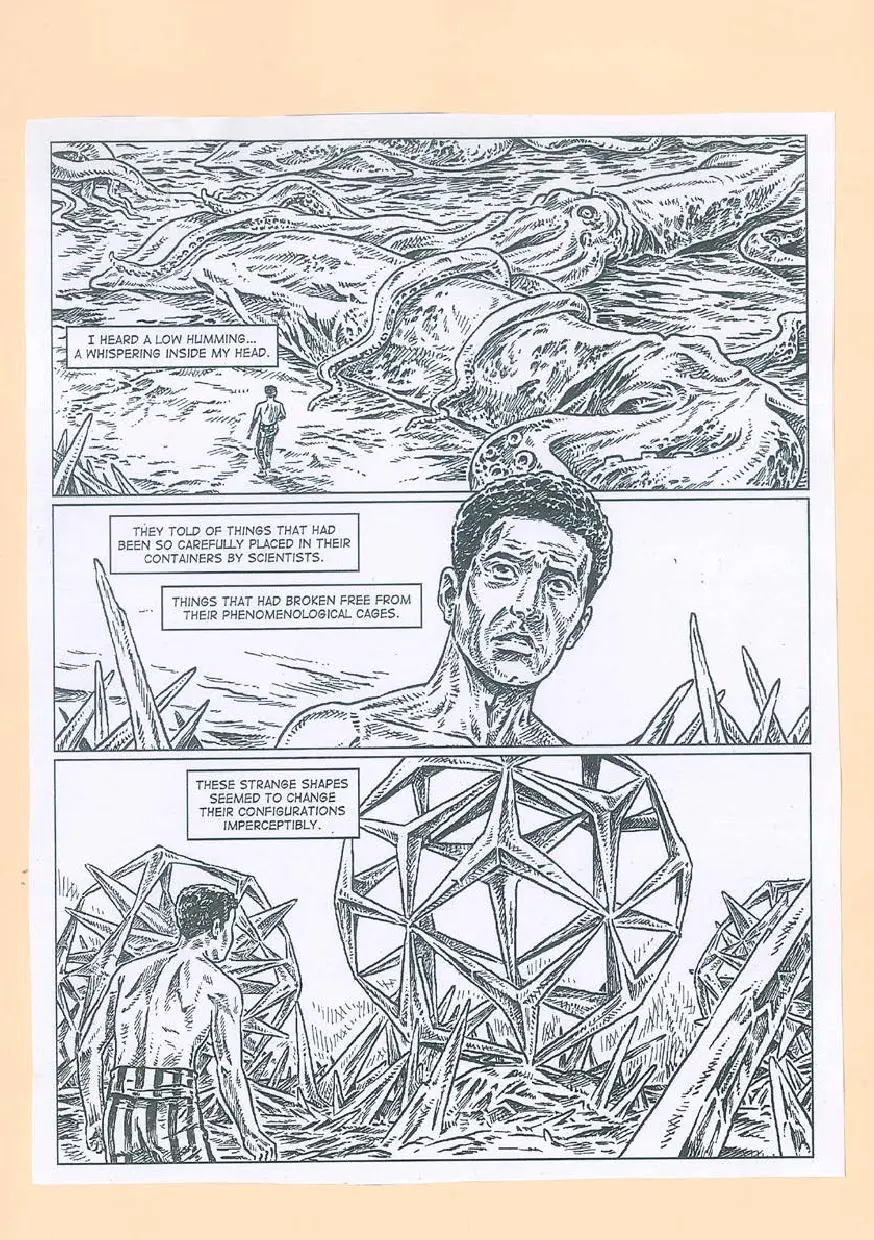 I HEARD A LOW HUMMING...
A WHISPERING INSIDE MY HEAD.
THEY TOLD OF THINGS THAT HAD
BEEN SO CAREFULLY PLACED IN THEIR
CONTAINERS BY SCIENTISTS.
THINGS THAT HAD BROKEN FREE FROM
THEIR PHENOMENOLOGICAL CAGES.
THESE STRANGE SHAPES
SEEMED TO CHANGE
THEIR CONFIGURATIONS
IMPERCEPTIBLY.